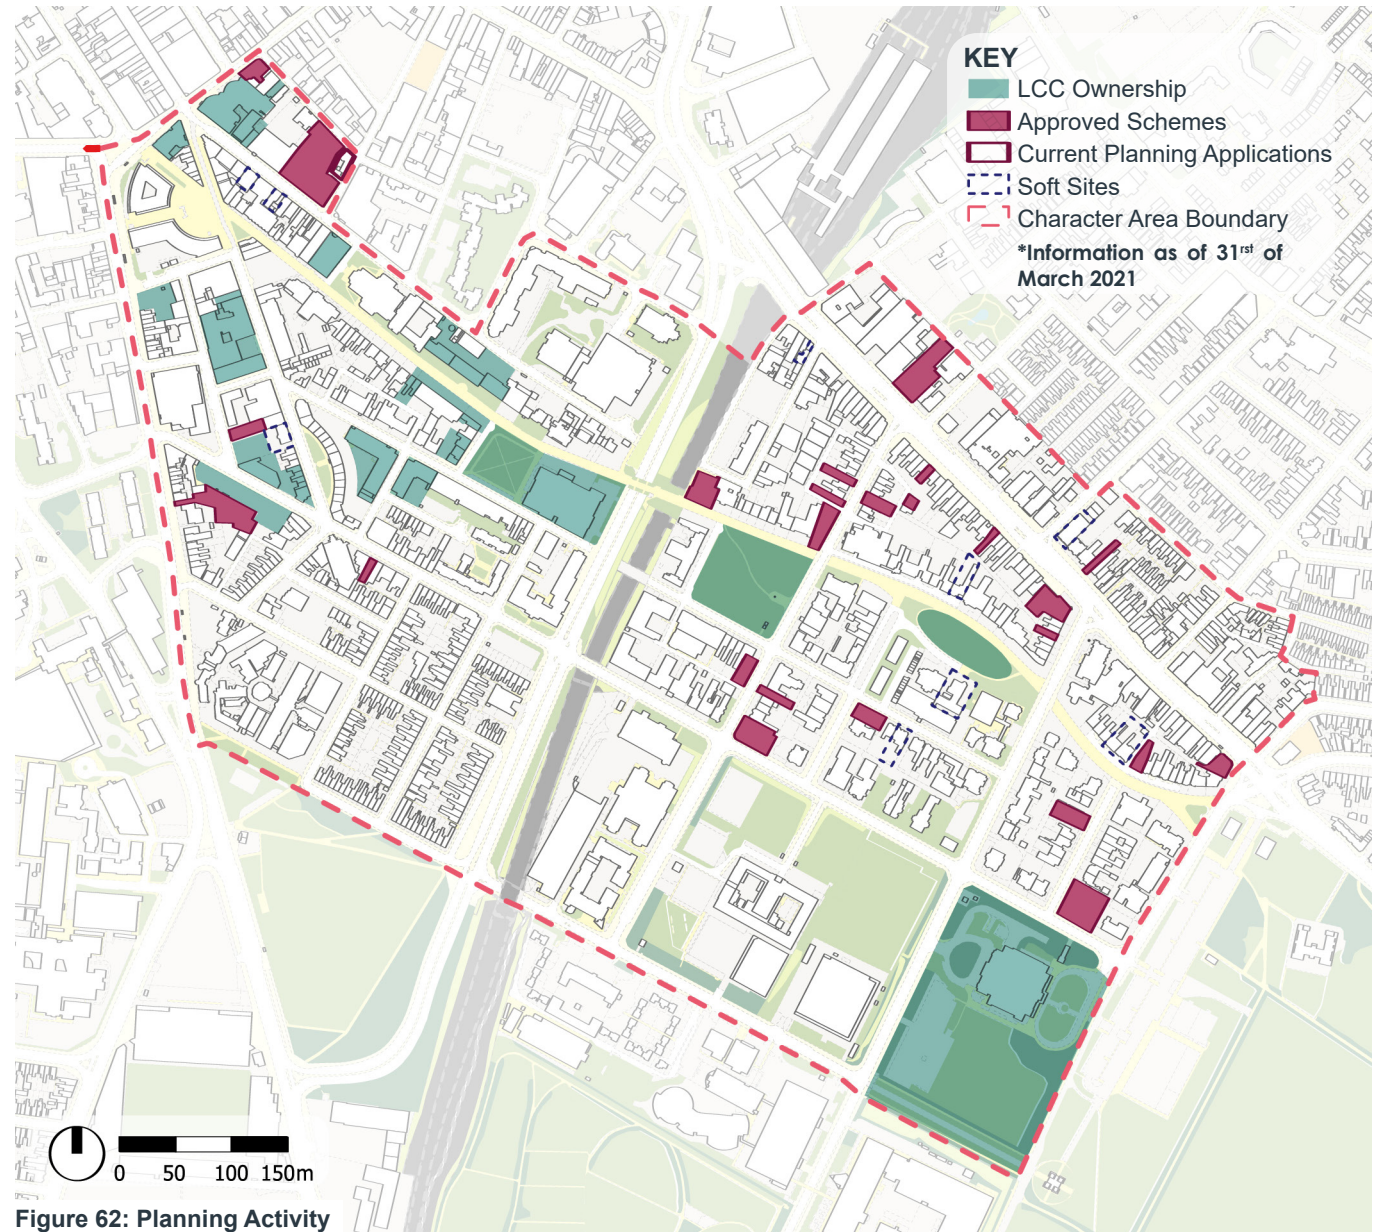 KEY
LCC Ownership
Approved Schemes
Current Planning Applications
Soft Sites
Character Area Boundary
*Information as of 31rst of
March 2021
0 50 100 150m
Figure 62: Planning Activity